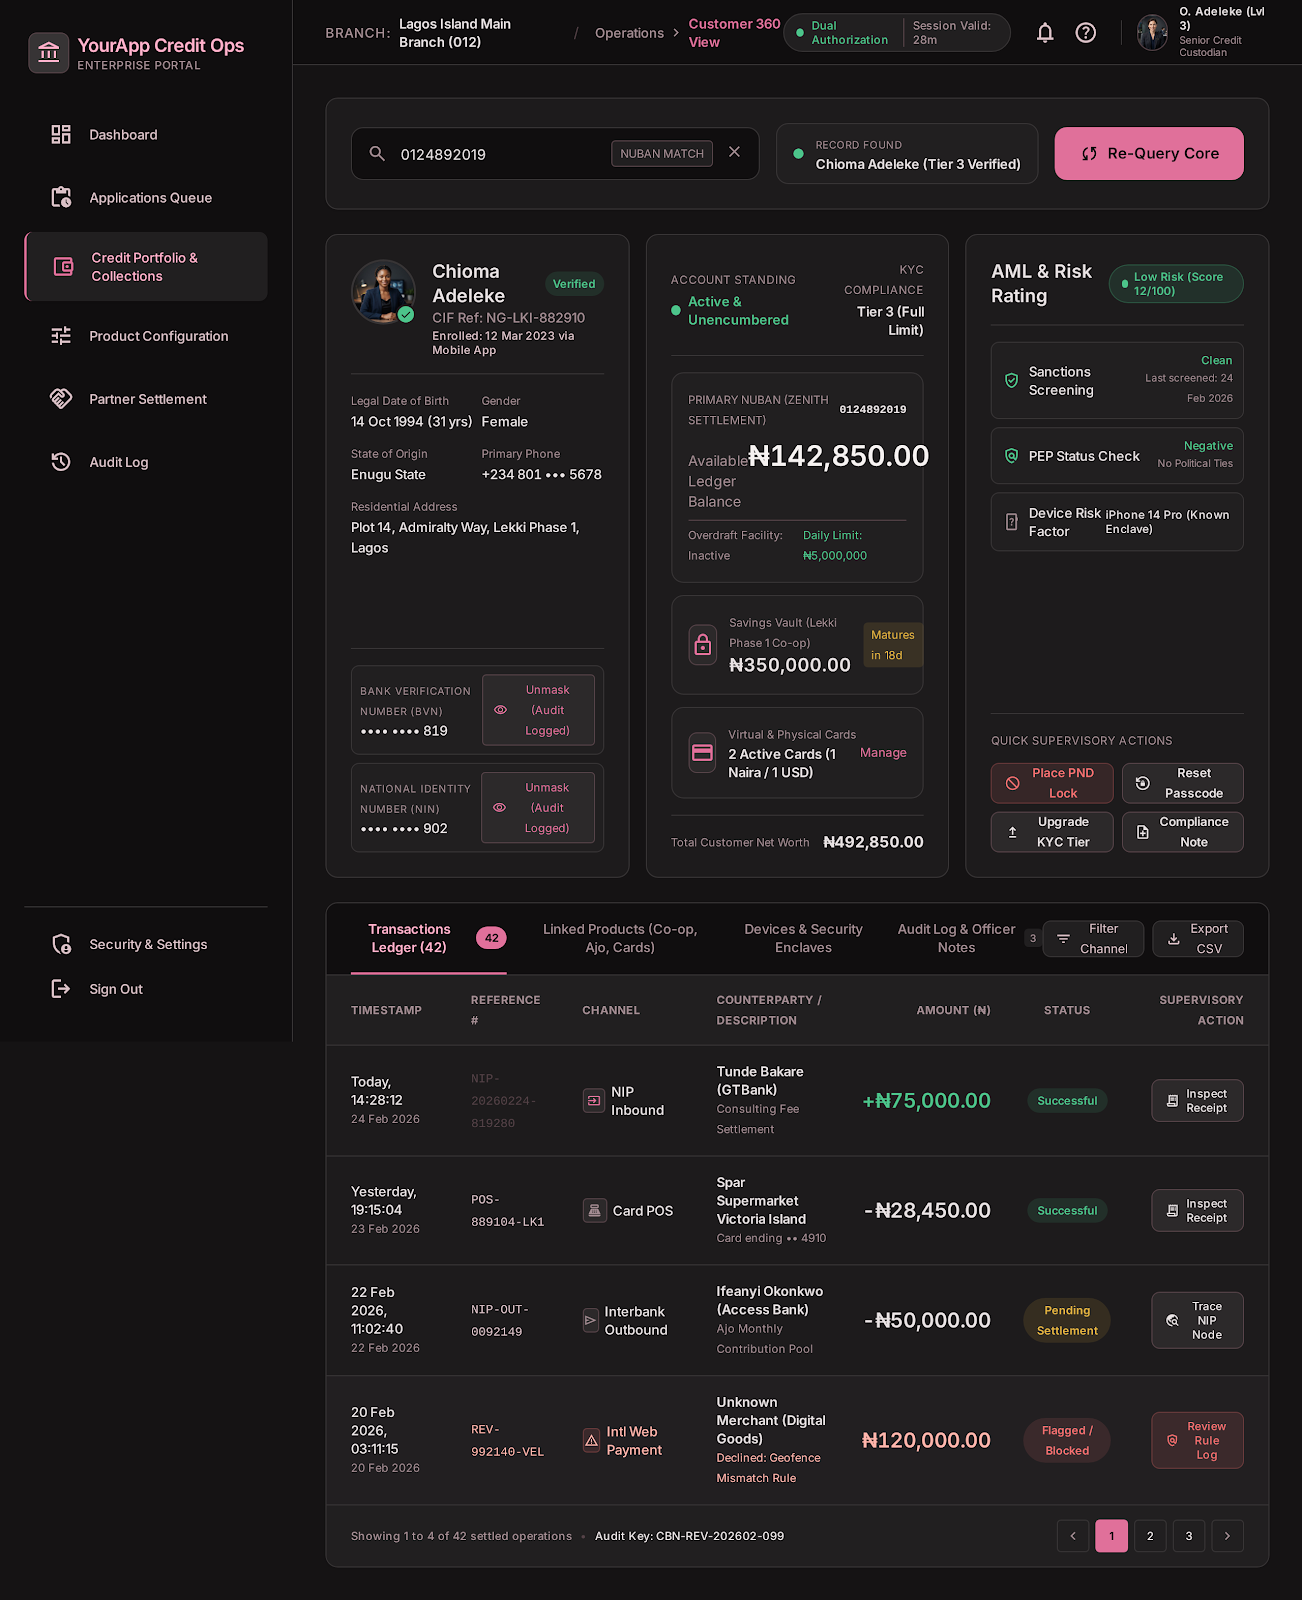 YourApp Credit Ops
ENTERPRISE PORTAL
Dashboard
Applications Queue
Credit Portfolio &
Collections
Product Configuration
Partner Settlement
Audit Log
Security & Settings
Sign Out
BRANCH:
Lagos Island Main
Branch (012)
/
Operations
Customer 360
View
Dual
Authorization
Session Valid:
28m
O. Adeleke (Lvl
3)
Senior Credit
Custodian
0124892019
NUBAN MATCH
RECORD FOUND
Chioma Adeleke (Tier 3 Verified)
Re-Query Core
Chioma
Adeleke
Verified
CIF Ref: NG-LKI-882910
Enrolled: 12 Mar 2023 via
Mobile App
Legal Date of Birth
14 Oct 1994 (31 yrs)
Gender
Female
State of Origin
Enugu State
Primary Phone
+234 801 ••• 5678
Residential Address
Plot 14, Admiralty Way, Lekki Phase 1,
Lagos
BANK VERIFICATION
NUMBER (BVN)
•••• •••• 819
Unmask
(Audit
Logged)
NATIONAL IDENTITY
NUMBER (NIN)
•••• •••• 902
Unmask
(Audit
Logged)
ACCOUNT STANDING
Active &
Unencumbered
KYC
COMPLIANCE
Tier 3 (Full
Limit)
PRIMARY NUBAN (ZENITH
SETTLEMENT)
0124892019
Available
Ledger
Balance
₦142,850.00
Overdraft Facility:
Inactive
Daily Limit:
₦5,000,000
Savings Vault (Lekki
Phase 1 Co-op)
₦350,000.00
Matures
in 18d
Virtual & Physical Cards
2 Active Cards (1
Naira / 1 USD)
Manage
Total Customer Net Worth
₦492,850.00
AML & Risk
Rating
Low Risk (Score
12/100)
Sanctions
Screening
Clean
Last screened: 24
Feb 2026
PEP Status Check
Negative
No Political Ties
Device Risk
Factor
iPhone 14 Pro (Known
Enclave)
QUICK SUPERVISORY ACTIONS
Place PND
Lock
Reset
Passcode
Upgrade
KYC Tier
Compliance
Note
Transactions
Ledger (42)
42
Linked Products (Co-op,
Ajo, Cards)
Devices & Security
Enclaves
Audit Log & Officer
Notes
3
Filter
Channel
Export
CSV
TIMESTAMP
REFERENCE
#
CHANNEL
COUNTERPARTY /
DESCRIPTION
AMOUNT (₦)
STATUS
SUPERVISORY
ACTION
Today,
14:28:12
24 Feb 2026
NIP-
20260224-
819280
NIP
Inbound
Tunde Bakare
(GTBank)
Consulting Fee
Settlement
+₦75,000.00
Successful
Inspect
Receipt
Yesterday,
19:15:04
23 Feb 2026
POS-
889104-LK1
Card POS
Spar
Supermarket
Victoria Island
Card ending •• 4910
-₦28,450.00
Successful
Inspect
Receipt
22 Feb
2026,
11:02:40
22 Feb 2026
NIP-OUT-
0092149
Interbank
Outbound
Ifeanyi Okonkwo
(Access Bank)
Ajo Monthly
Contribution Pool
-₦50,000.00
Pending
Settlement
Trace
NIP
Node
20 Feb
2026,
03:11:15
20 Feb 2026
REV-
992140-VEL
Intl Web
Payment
Unknown
Merchant (Digital
Goods)
Declined: Geofence
Mismatch Rule
₦120,000.00
Flagged /
Blocked
Review
Rule
Log
Showing 1 to 4 of 42 settled operations
•
Audit Key: CBN-REV-202602-099
1
2
3